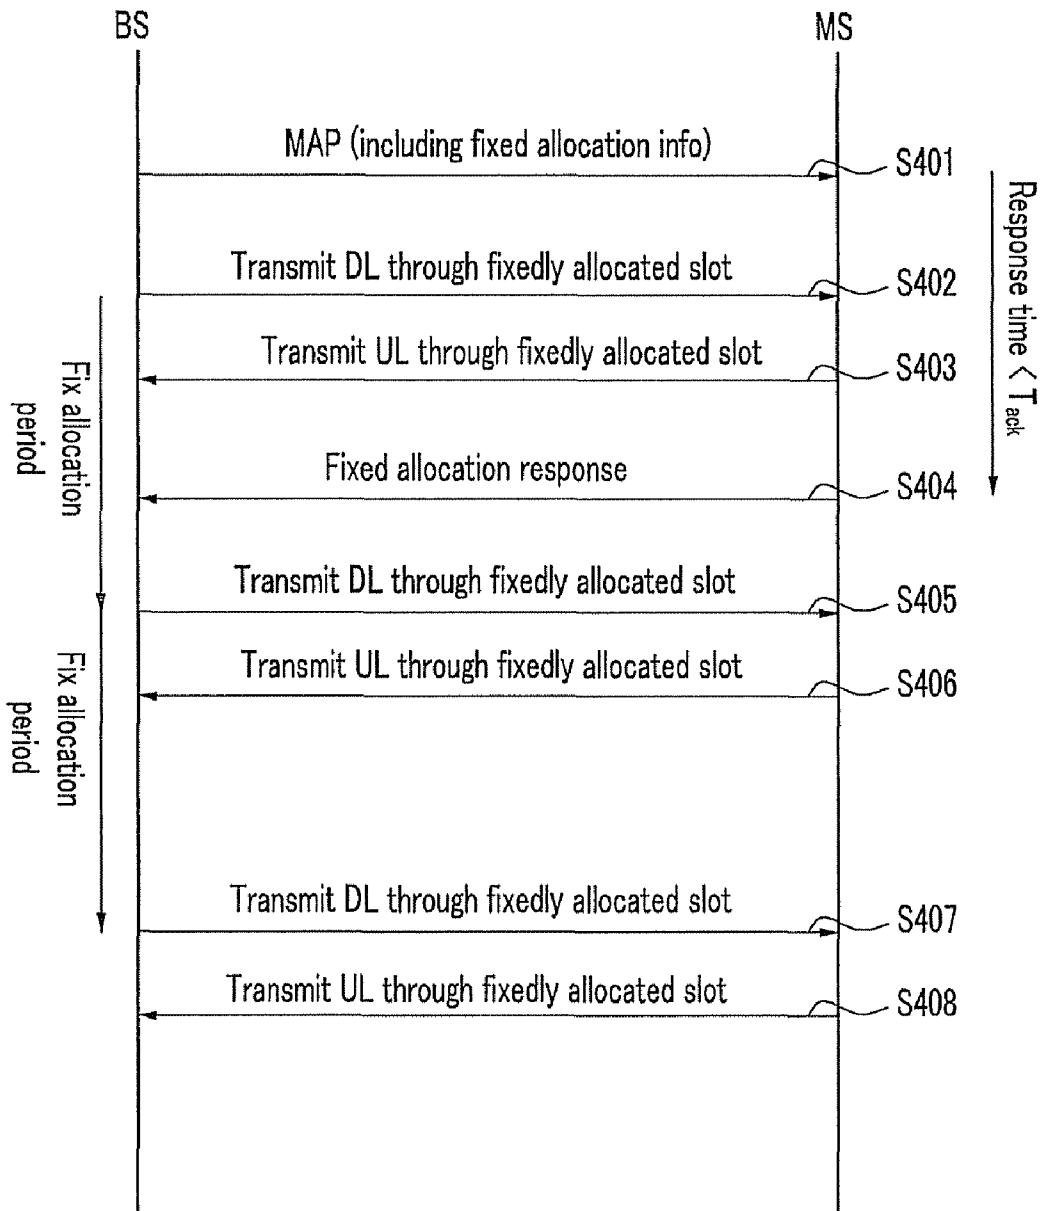 BS
MS
MAP (including fixed allocation info)
S401
Transmit DL through fixedly allocated slot
S402
Transmit UL through fixedly allocated slot
S403
Response time < Tack
Fix allocation
period
Fixed allocation response
S404
Transmit DL through fixedly allocated slot
S405
Transmit UL through fixedly allocated slot
S406
Fix allocation
period
Transmit DL through fixedly allocated slot
S407
Transmit UL through fixedly allocated slot
S408